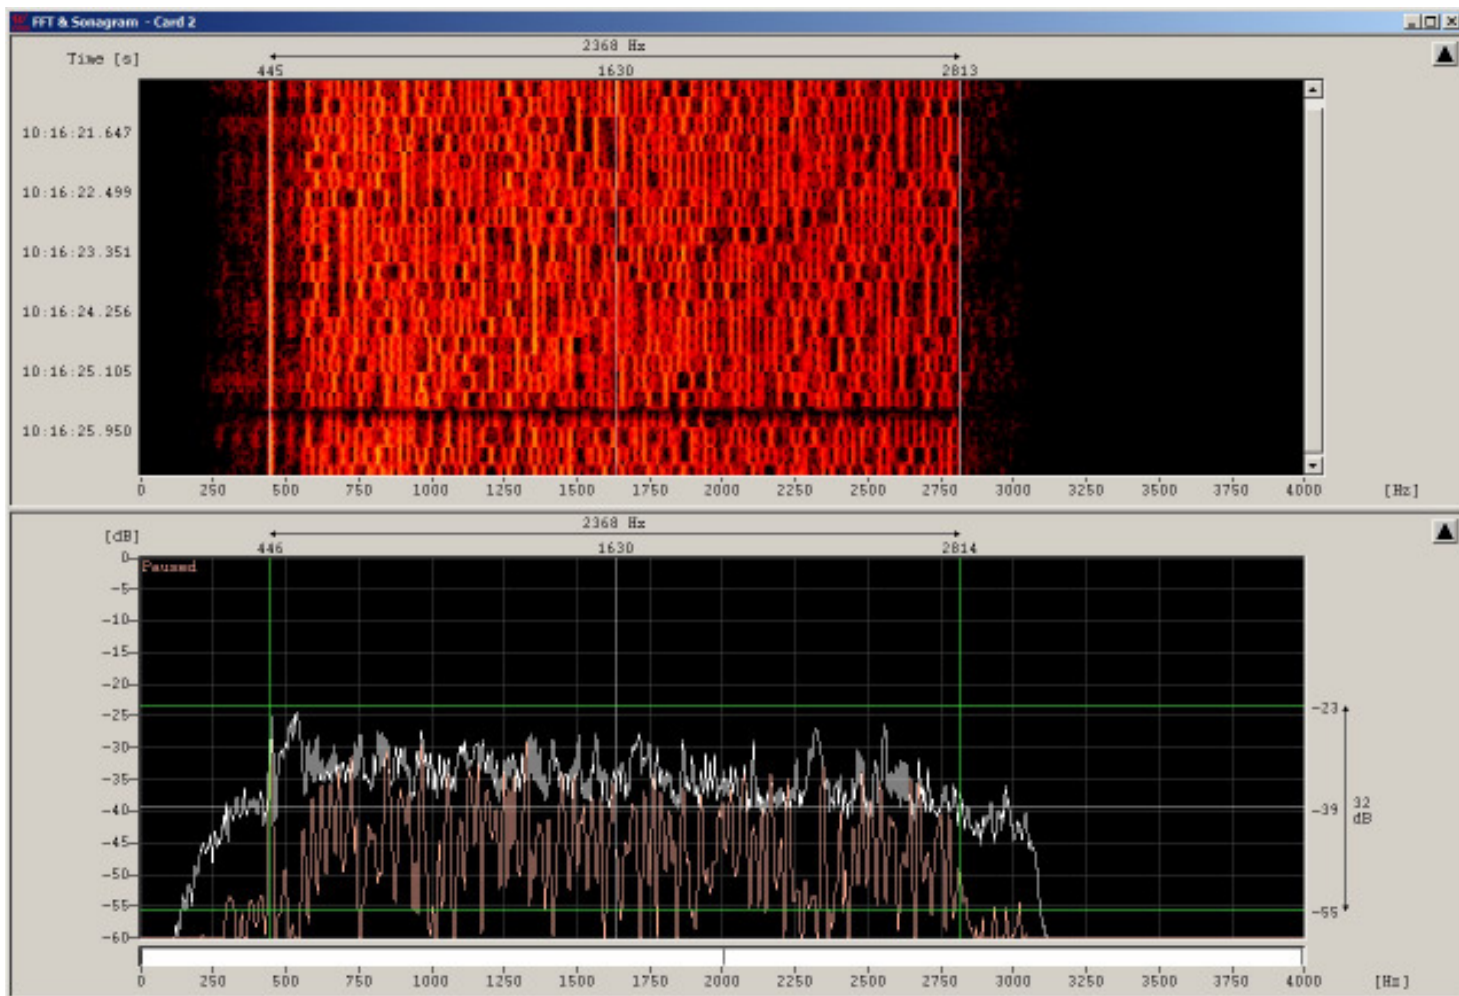 FFT & Sonagram - Card 2
2368 Hz
Time [s]
445 1630 2813
10:16:21.647
10:16:22.499
10:16:23.351
10:16:24.256
10:16:25.105
10:16:25.950
0 250 500 750 1000 1250 1500 1750 2000 2250 2500 2750 3000 3250 3500 3750 4000 [Hz]
2368 Hz
[dB]
446 1630 2814
0
Paused
-5
-10
-15
-20
-23
-25
-30
-35
-39 32
dB
-40
-45
-50
-55 -55
-60
0 250 500 750 1000 1250 1500 1750 2000 2250 2500 2750 3000 3250 3500 3750 4000 [Hz]